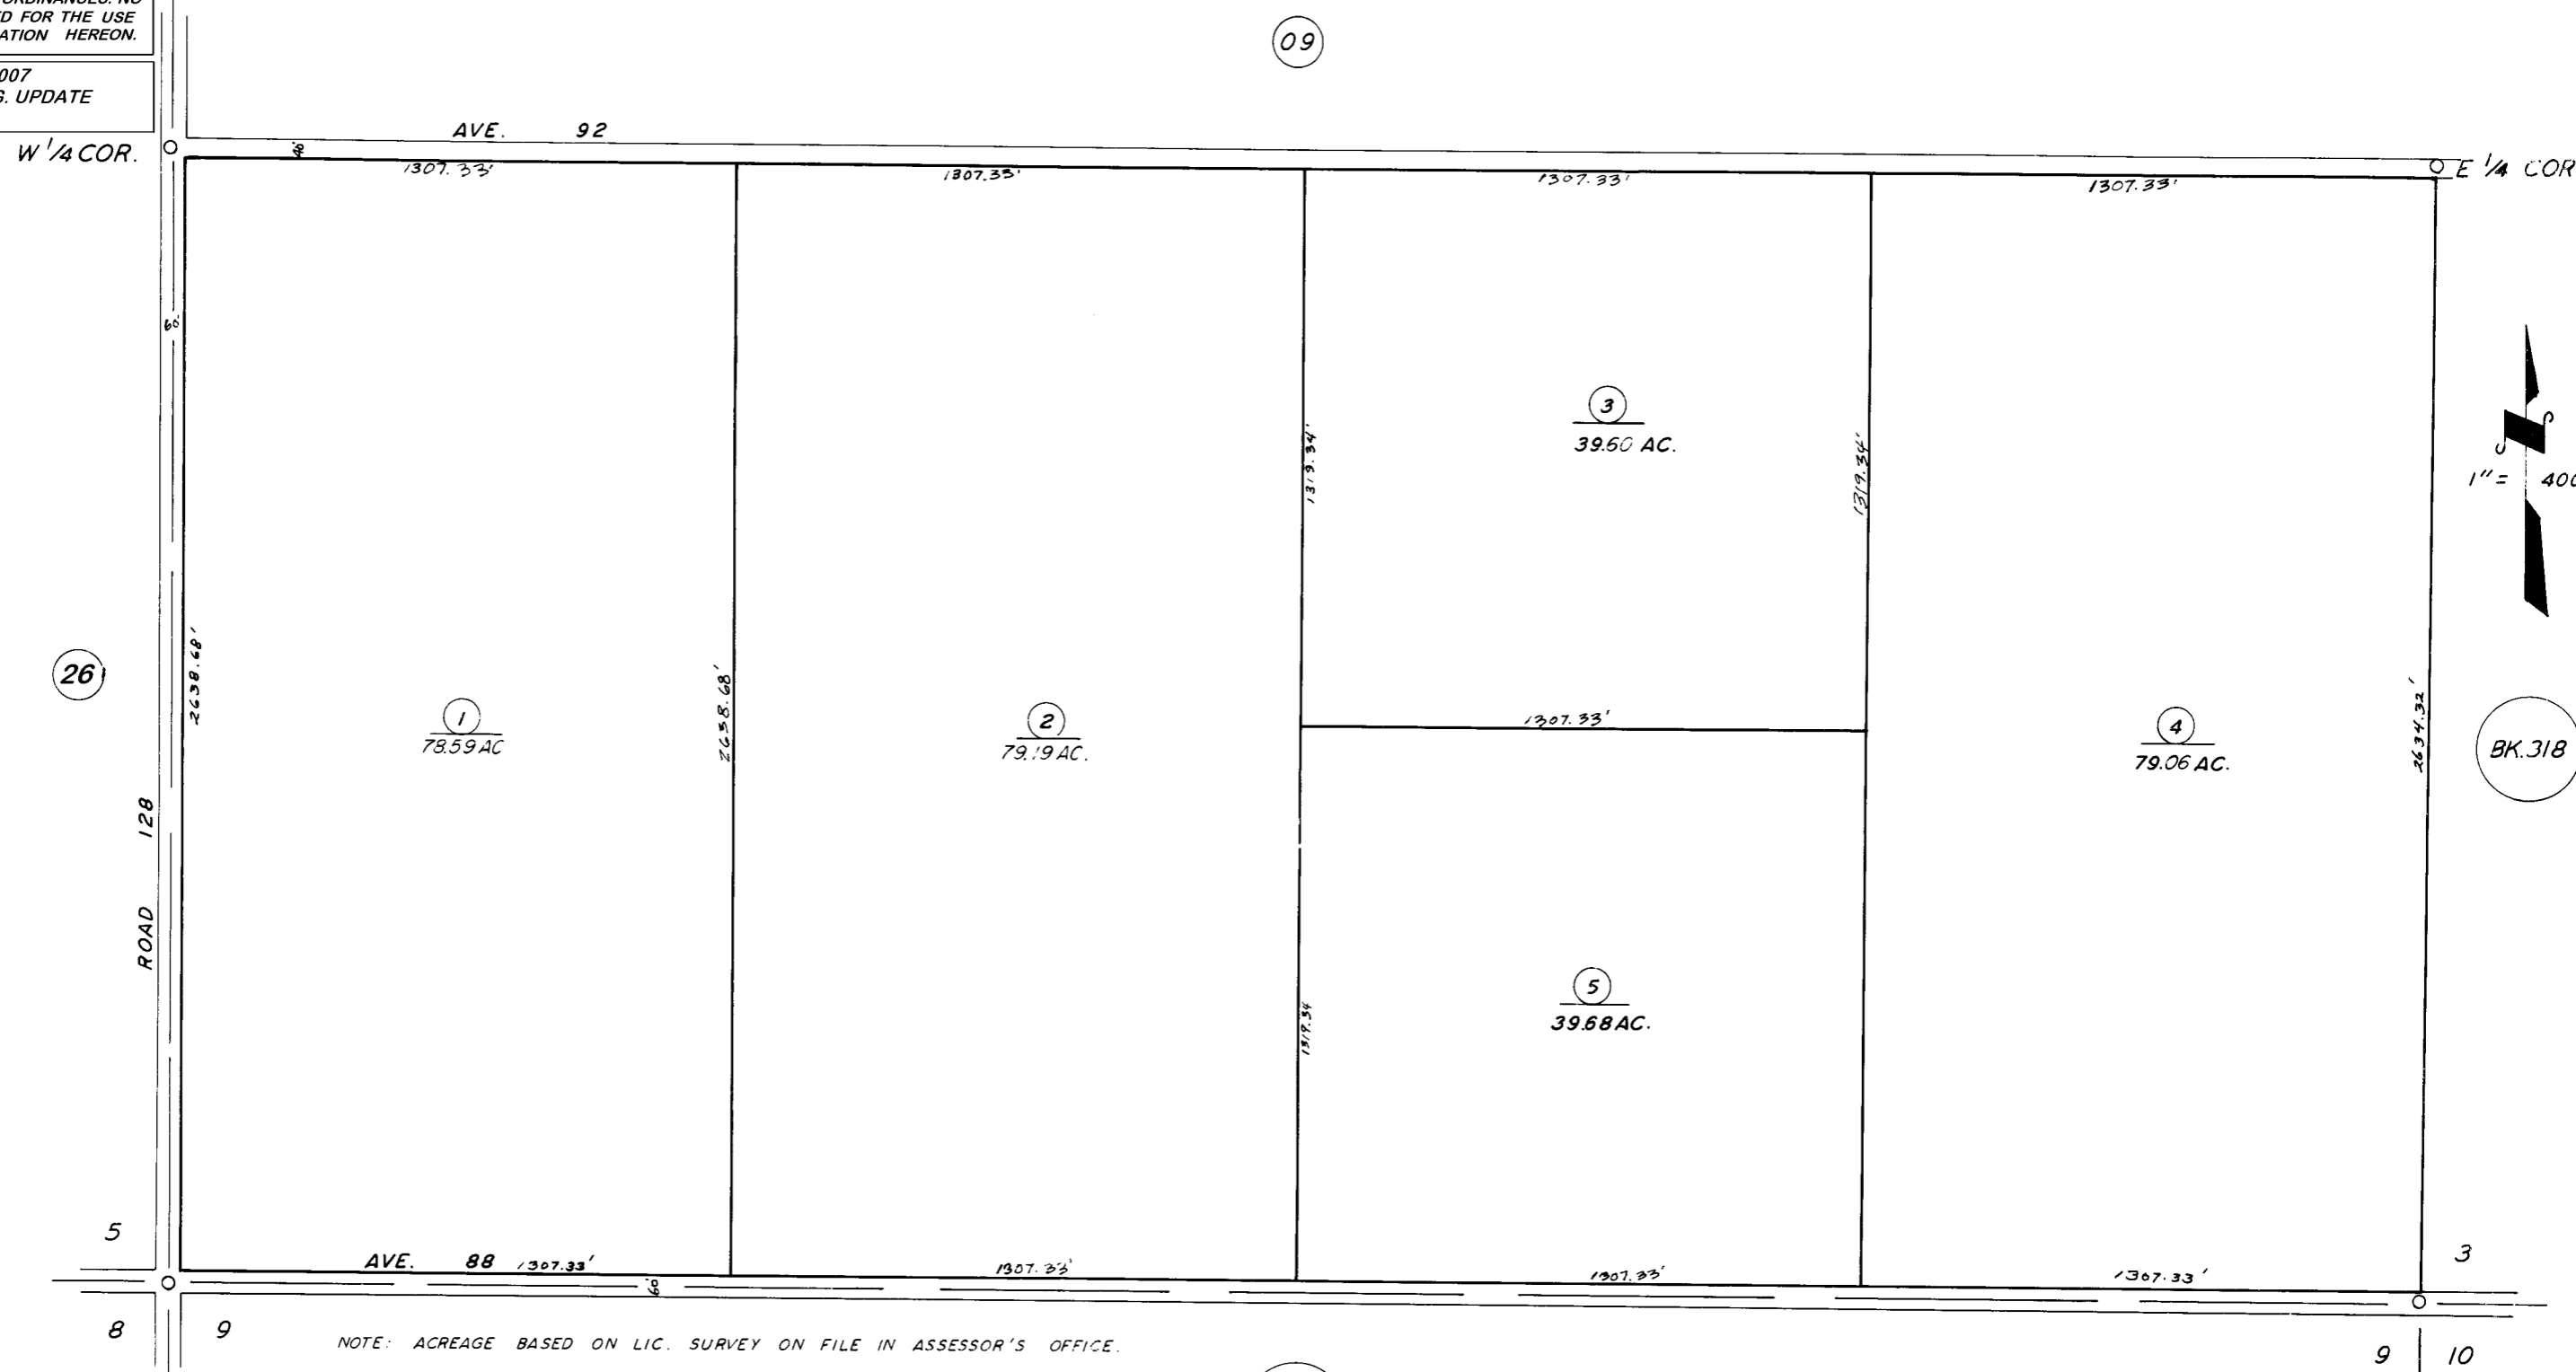 ORDINANCES. NO
FOR THE USE
HEREON.
007
UPDATE
09
AVE. 92
W 1/4 COR.
E 1/4 COR
40'
1307.33'
1307.33'
1307.33'
1307.33'
60'
3
39.60 AC.
1319.34'
1319.34'
1" = 400
26
2638.68'
2638.68'
1
78.59 AC
2
79.19 AC.
1307.33'
4
79.06 AC.
2634.32'
BK.318
ROAD 128
5
39.68 AC.
1319.34
5
3
AVE. 88 1307.33'
1307.33'
1307.33'
1307.33'
60'
8
9
NOTE: ACREAGE BASED ON LIC. SURVEY ON FILE IN ASSESSOR'S OFFICE.
9
10